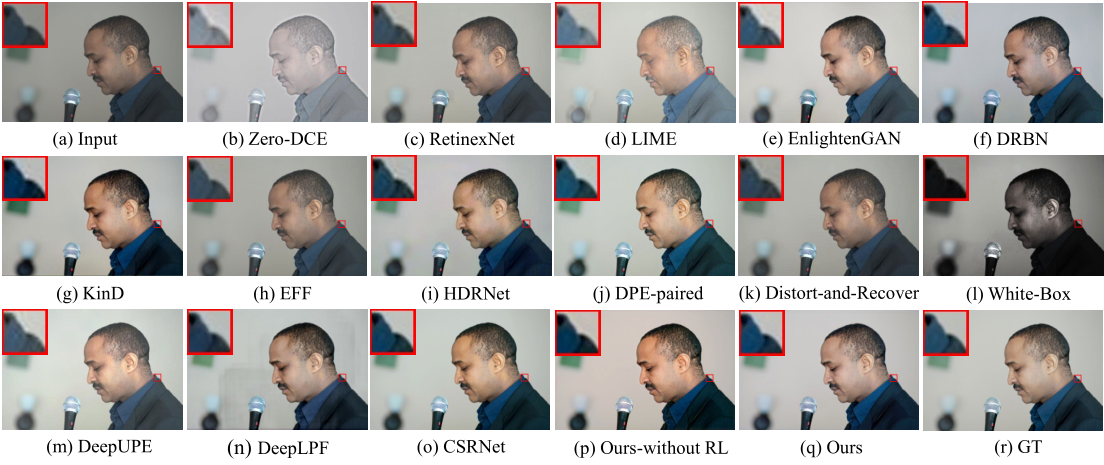 (a) Input (b) Zero-DCE (c) RetinexNet (d) LIME (e) EnlightenGAN (f) DRBN
(g) KinD (h) EFF (i) HDRNet (j) DPE-paired (k) Distort-and-Recover (l) White-Box
(m) DeepUPE (n) DeepLPF (o) CSRNet (p) Ours-without RL (q) Ours (r) GT